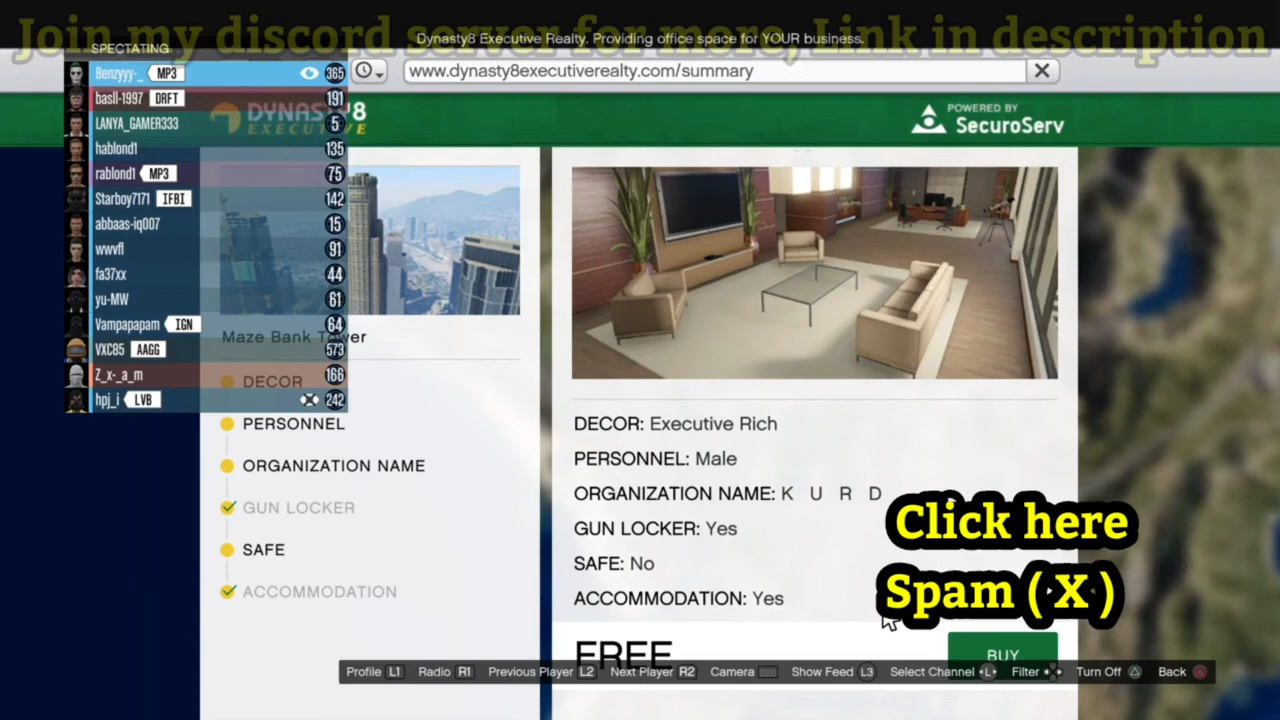 Join my discord server for more, Link in description
SPECTATING
Dynasty8 Executive Realty. Providing office space for YOUR business.
www.dynasty8executiverealty.com/summary
Benzyyy-_ MP3 365
basll-1997 DRFT 191
LANYA_GAMER333 5
hablond1 135
rablond1 MP3 75
Starboy7171 IFBI 142
abbaas-iq007 15
wwvfl 91
fa37xx 44
yu-MW 61
Vampapapam IGN 64
VXC85 AAGG 573
Z_x-_a_m 166
hpj_i LVB 242
DYNASTY8
EXECUTIVE
POWERED BY
SecuroServ
Maze Bank Tower
DECOR
PERSONNEL
ORGANIZATION NAME
GUN LOCKER
SAFE
ACCOMMODATION
DECOR: Executive Rich
PERSONNEL: Male
ORGANIZATION NAME: K U R D
GUN LOCKER: Yes
SAFE: No
ACCOMMODATION: Yes
Click here
Spam ( X )
FREE
BUY
Profile L1 Radio R1 Previous Player L2 Next Player R2 Camera Show Feed L3 Select Channel L Filter Turn Off Back